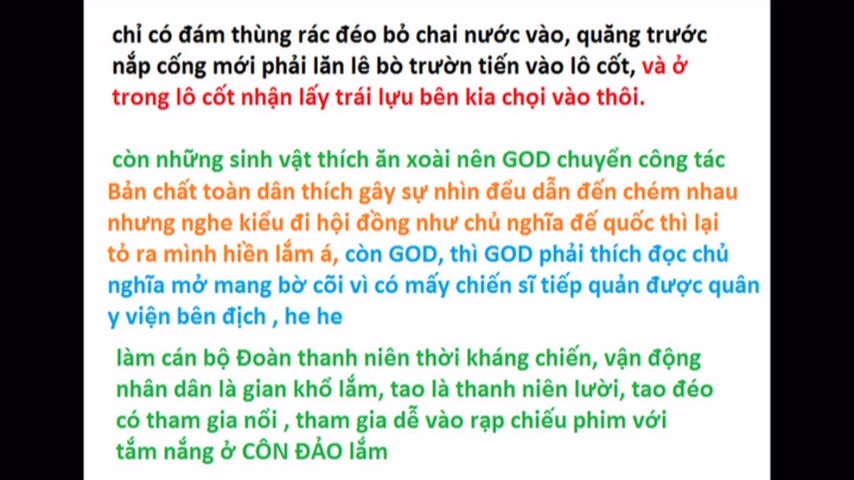 chỉ có đám thùng rác đéo bỏ chai nước vào, quăng trước
nắp cống mới phải lăn lê bò trườn tiến vào lô cốt, và ở
trong lô cốt nhận lấy trái lựu bên kia chọi vào thôi.
còn những sinh vật thích ăn xoài nên GOD chuyển công tác
Bản chất toàn dân thích gây sự nhìn đểu dẫn đến chém nhau
nhưng nghe kiểu đi hội đồng như chủ nghĩa đế quốc thì lại
tỏ ra mình hiền lắm á, còn GOD, thì GOD phải thích đọc chủ
nghĩa mở mang bờ cõi vì có mấy chiến sĩ tiếp quản được quân
y viện bên địch , he he
làm cán bộ Đoàn thanh niên thời kháng chiến, vận động
nhân dân là gian khổ lắm, tao là thanh niên lười, tao đéo
có tham gia nổi , tham gia dễ vào rạp chiếu phim với
tắm nắng ở CÔN ĐẢO lắm